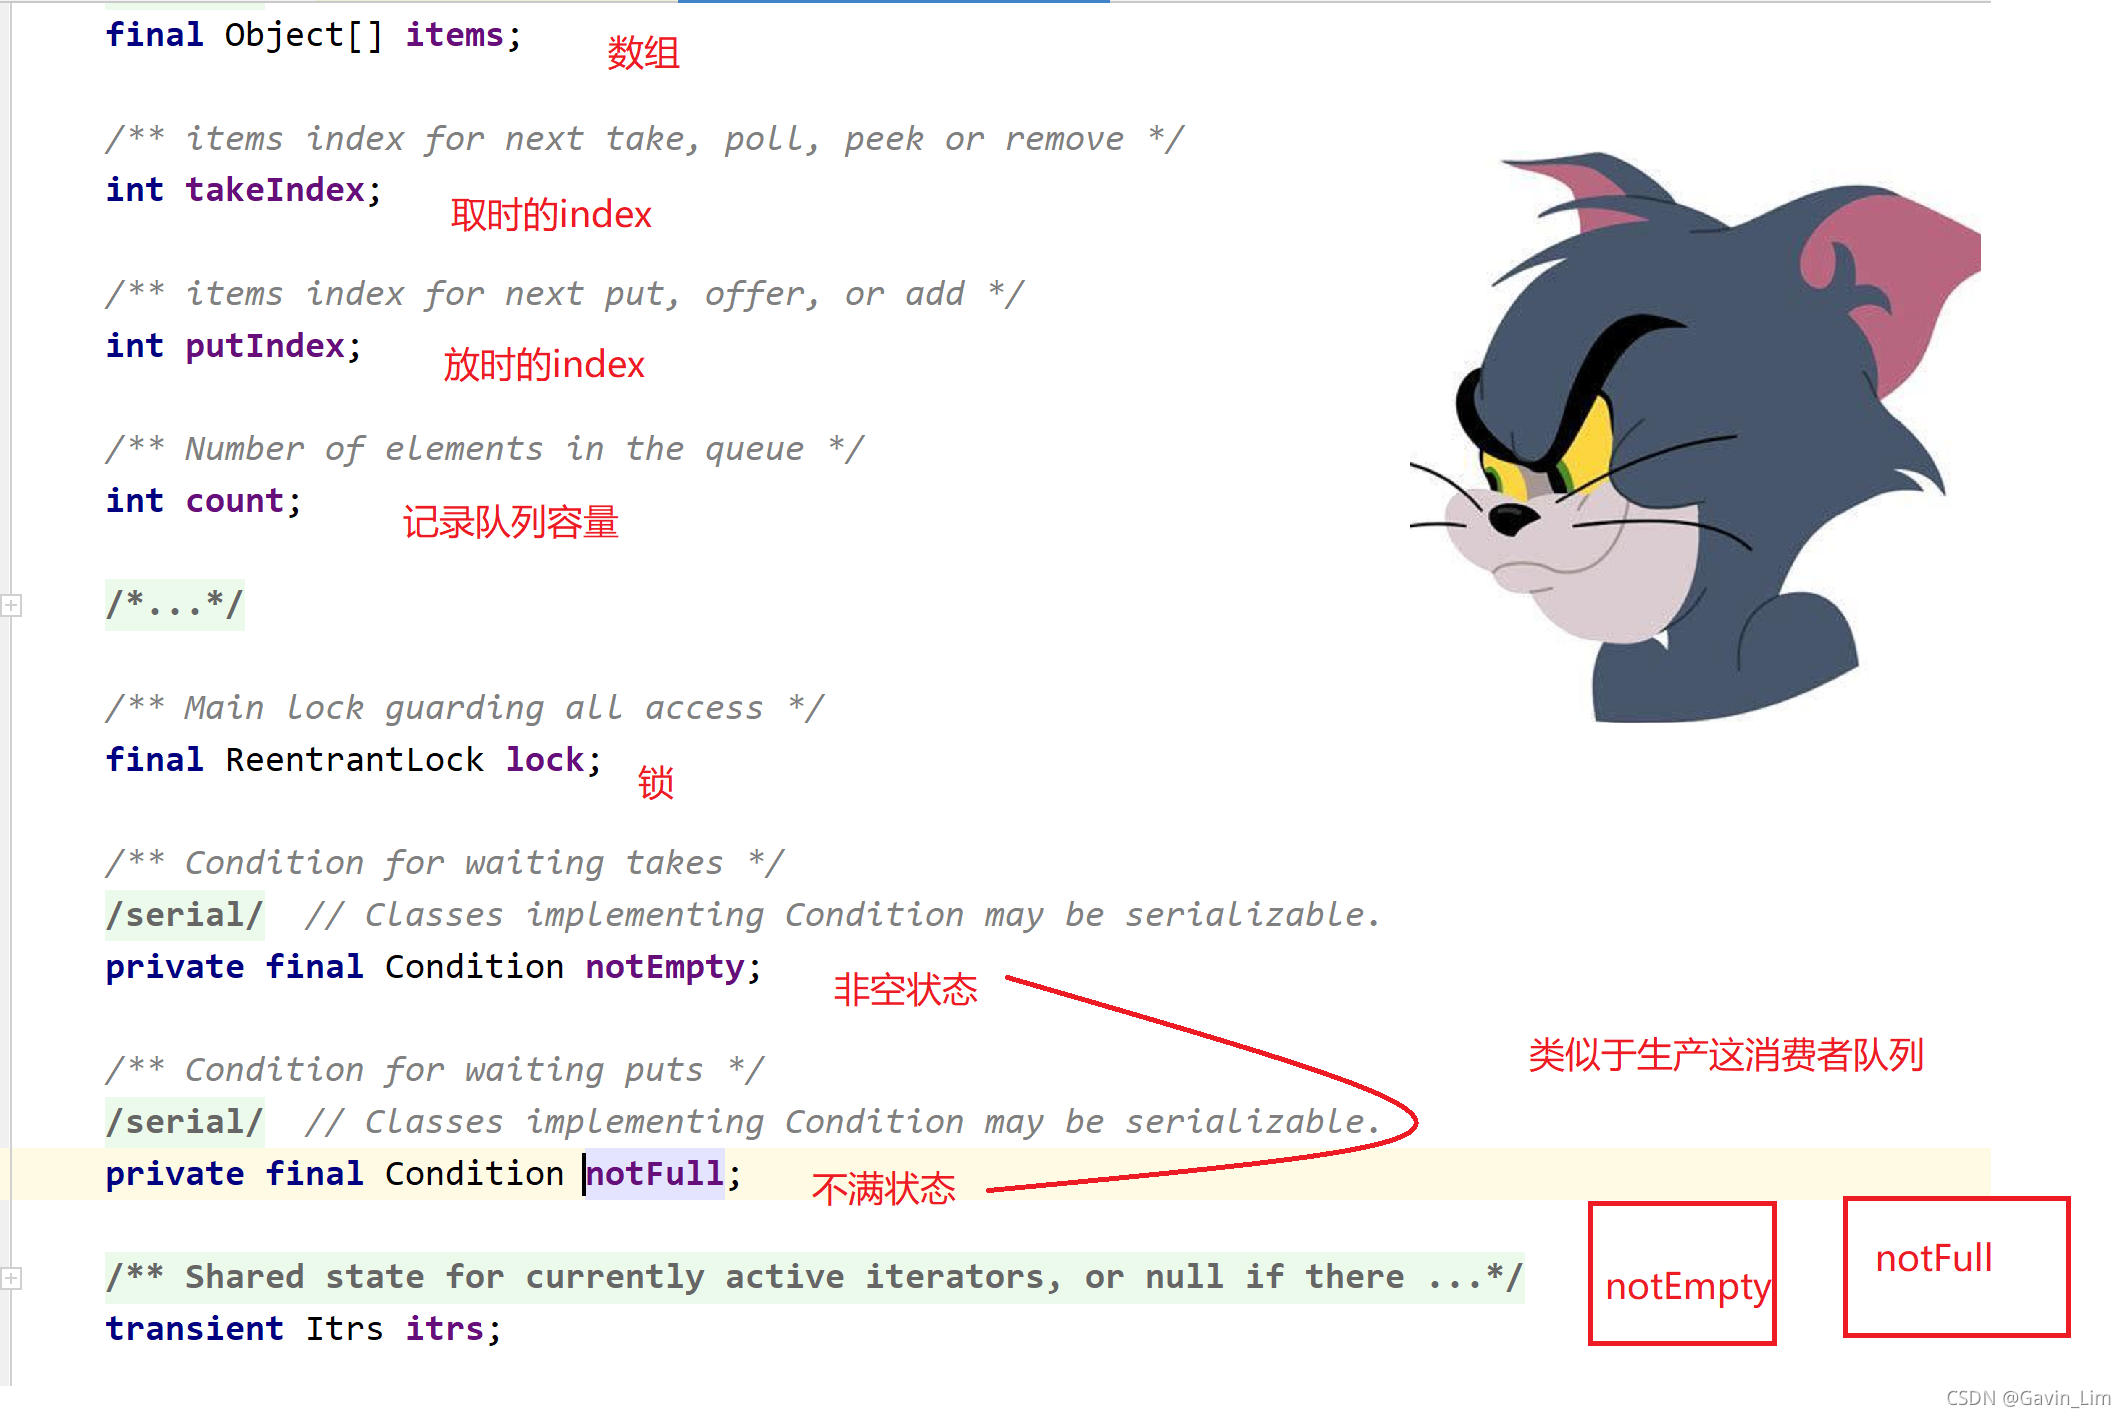 final Object[] items;
数组
/** items index for next take, poll, peek or remove */
int takeIndex;
取时的index
/** items index for next put, offer, or add */
int putIndex;
放时的index
/** Number of elements in the queue */
int count;
记录队列容量
/*...*/
/** Main lock guarding all access */
final ReentrantLock lock;
锁
/** Condition for waiting takes */
/serial/  // Classes implementing Condition may be serializable.
private final Condition notEmpty;
非空状态
类似于生产这消费者队列
/** Condition for waiting puts */
/serial/  // Classes implementing Condition may be serializable.
private final Condition notFull;
不满状态
notEmpty
notFull
/** Shared state for currently active iterators, or null if there ...*/
transient Itrs itrs;
CSDN @Gavin_Lim